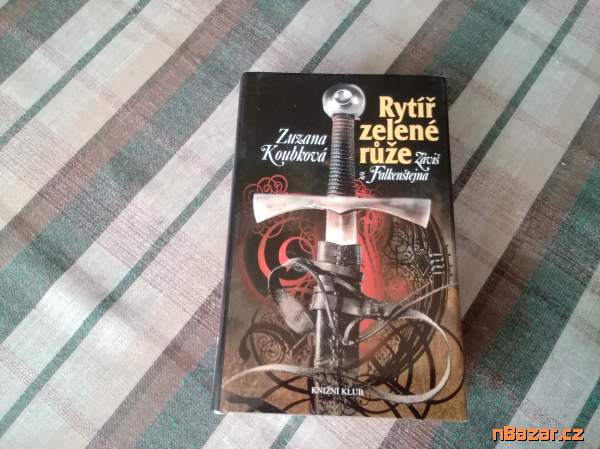 Rytíř
zelené
růže
Záviš
z Falkenštejna
Zuzana
Koubková
KNIŽNÍ KLUB
nBazar.cz